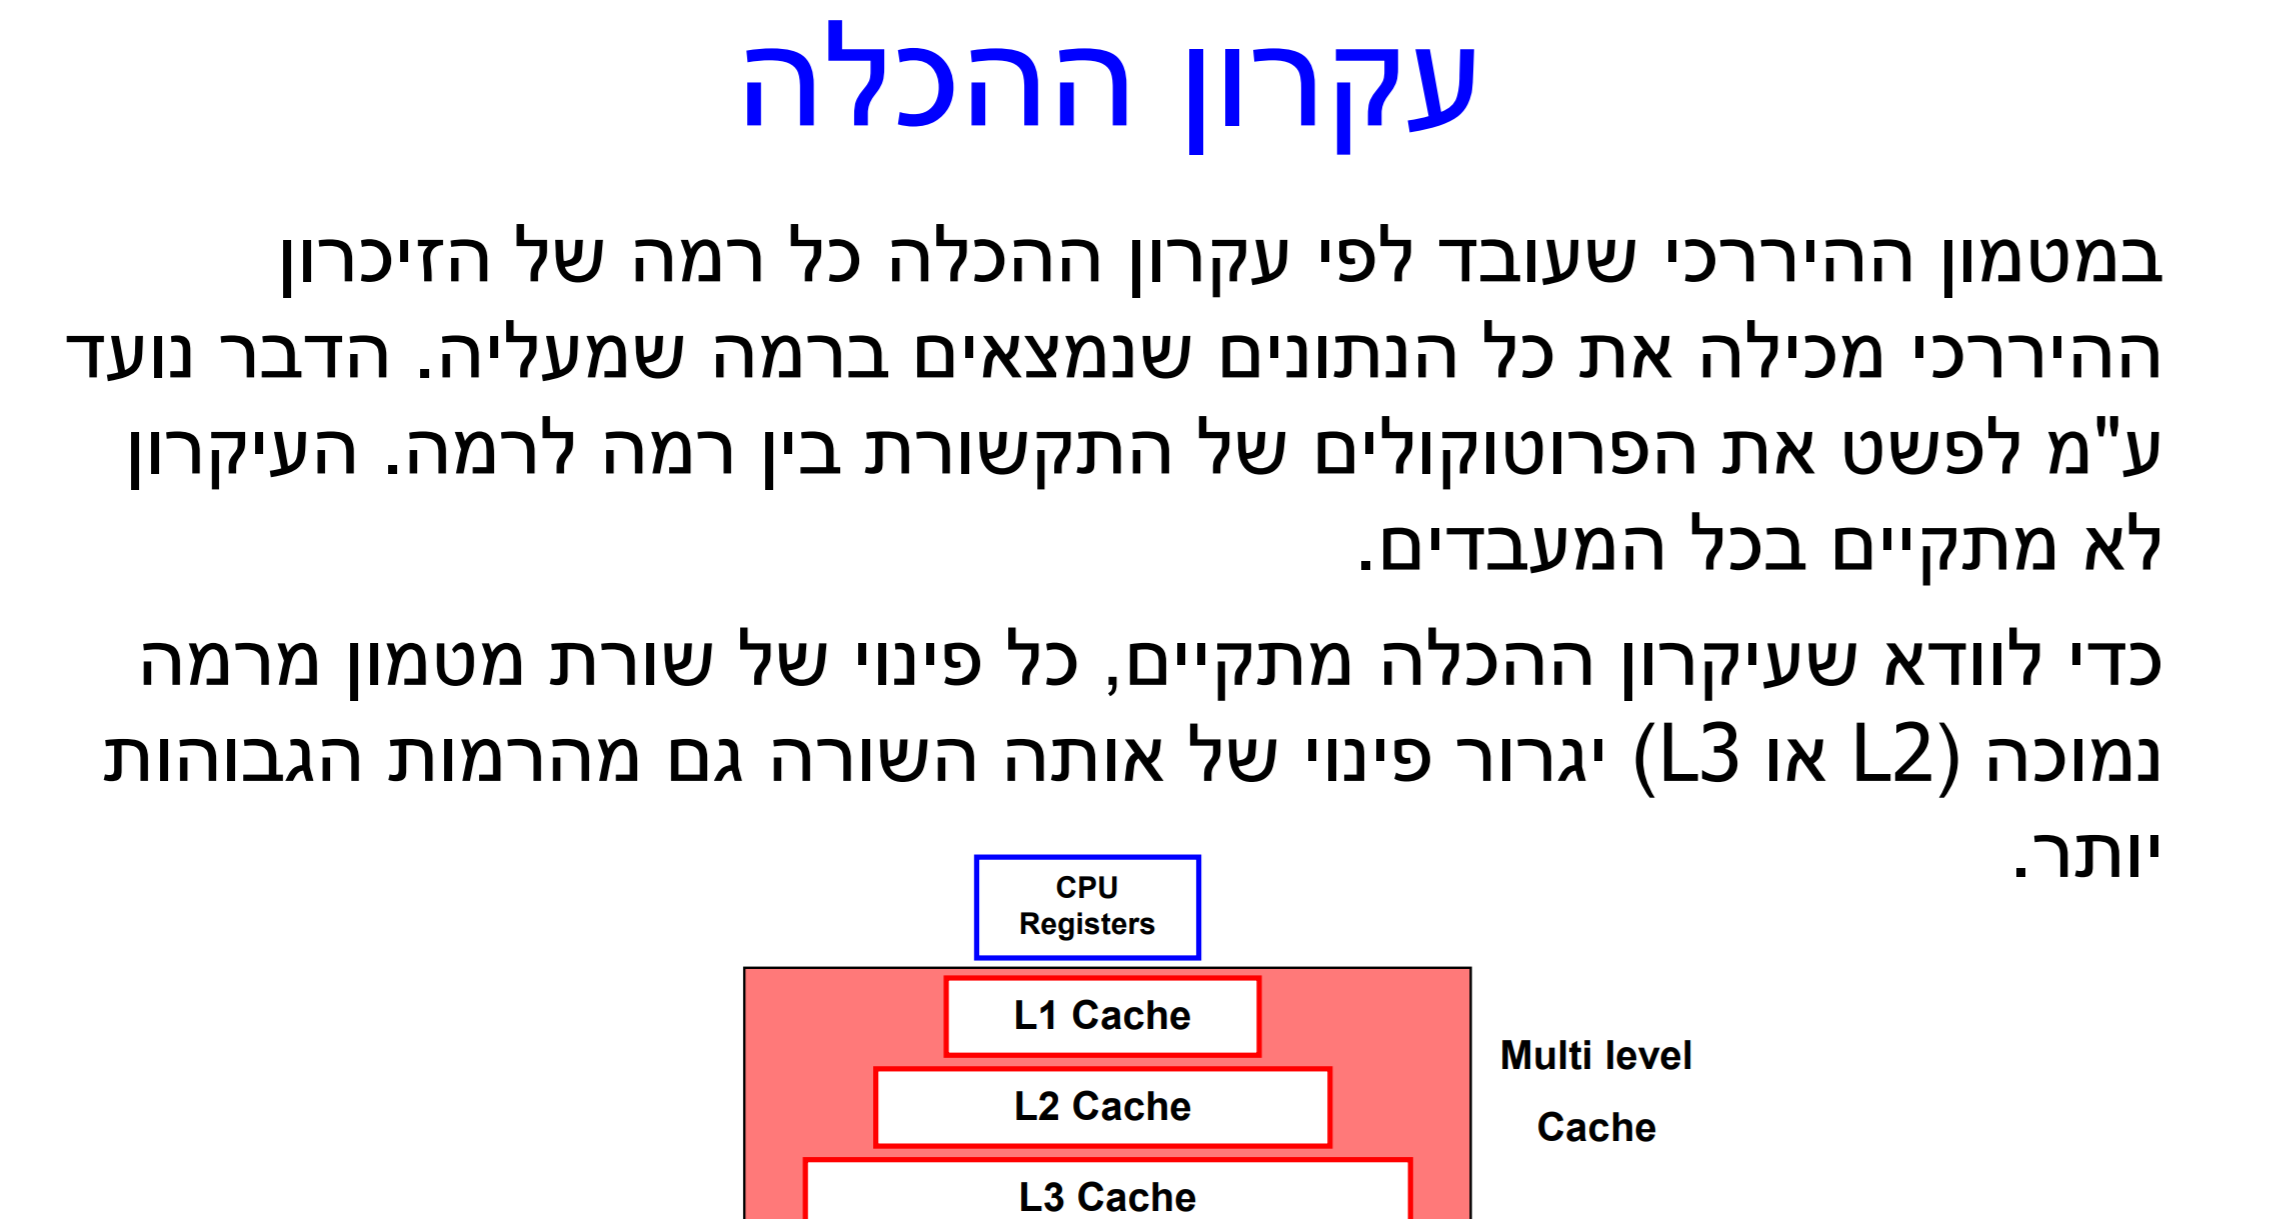 עקרון ההכלה
במטמון ההיררכי שעובד לפי עקרון ההכלה כל רמה של הזיכרון
ההיררכי מכילה את כל הנתונים שנמצאים ברמה שמעליה. הדבר נועד
ע"מ לפשט את הפרוטוקולים של התקשורת בין רמה לרמה. העיקרון
לא מתקיים בכל המעבדים.
כדי לוודא שעיקרון ההכלה מתקיים, כל פינוי של שורת מטמון מרמה
נמוכה (L2 או L3) יגרור פינוי של אותה השורה גם מהרמות הגבוהות
יותר.
CPU
Registers
L1 Cache
L2 Cache
L3 Cache
Multi level
Cache